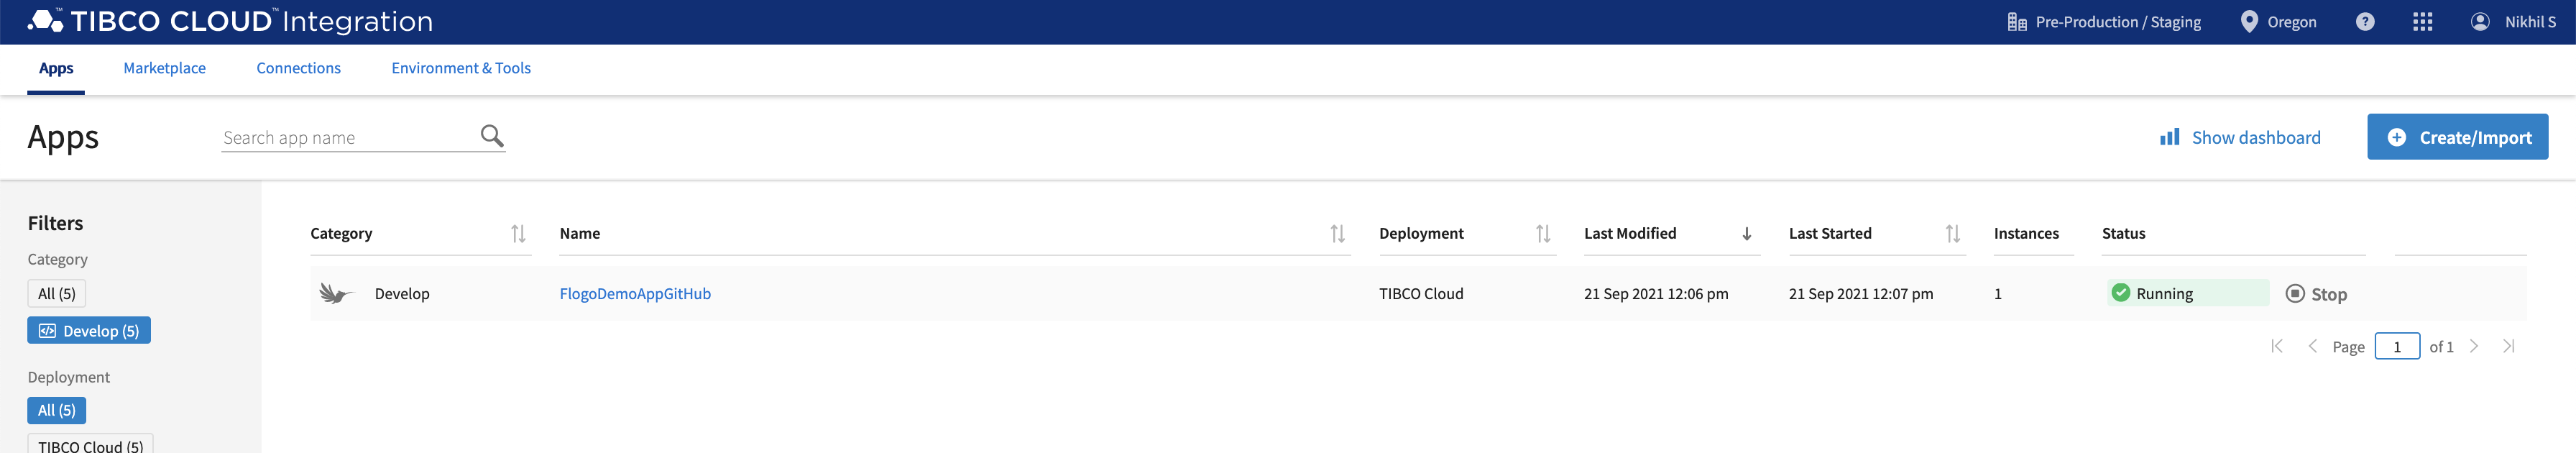 TIBCO CLOUD™ Integration
Pre-Production / Staging
Oregon
?
Nikhil S
Apps
Marketplace
Connections
Environment & Tools
Apps
Search app name
Show dashboard
Create/Import
Filters
Category
All (5)
Develop (5)
Deployment
All (5)
TIBCO Cloud (5)
Category Name Deployment Last Modified Last Started Instances Status
Develop FlogoDemoAppGitHub TIBCO Cloud 21 Sep 2021 12:06 pm 21 Sep 2021 12:07 pm 1 Running Stop
Page 1 of 1